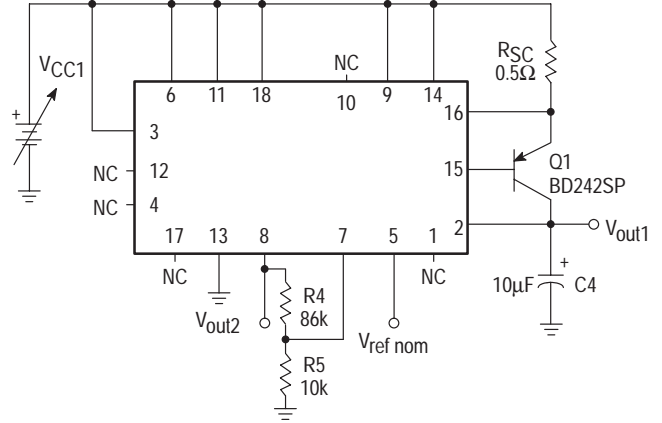 VCC1
+
6
11
18
NC
10
9
14
RSC
0.5Ω
16
3
Q1
BD242SP
15
NC
12
NC
4
2
Vout1
17
13
8
7
5
1
NC
NC
+
10μF
C4
R4
86k
Vout2
Vref nom
R5
10k